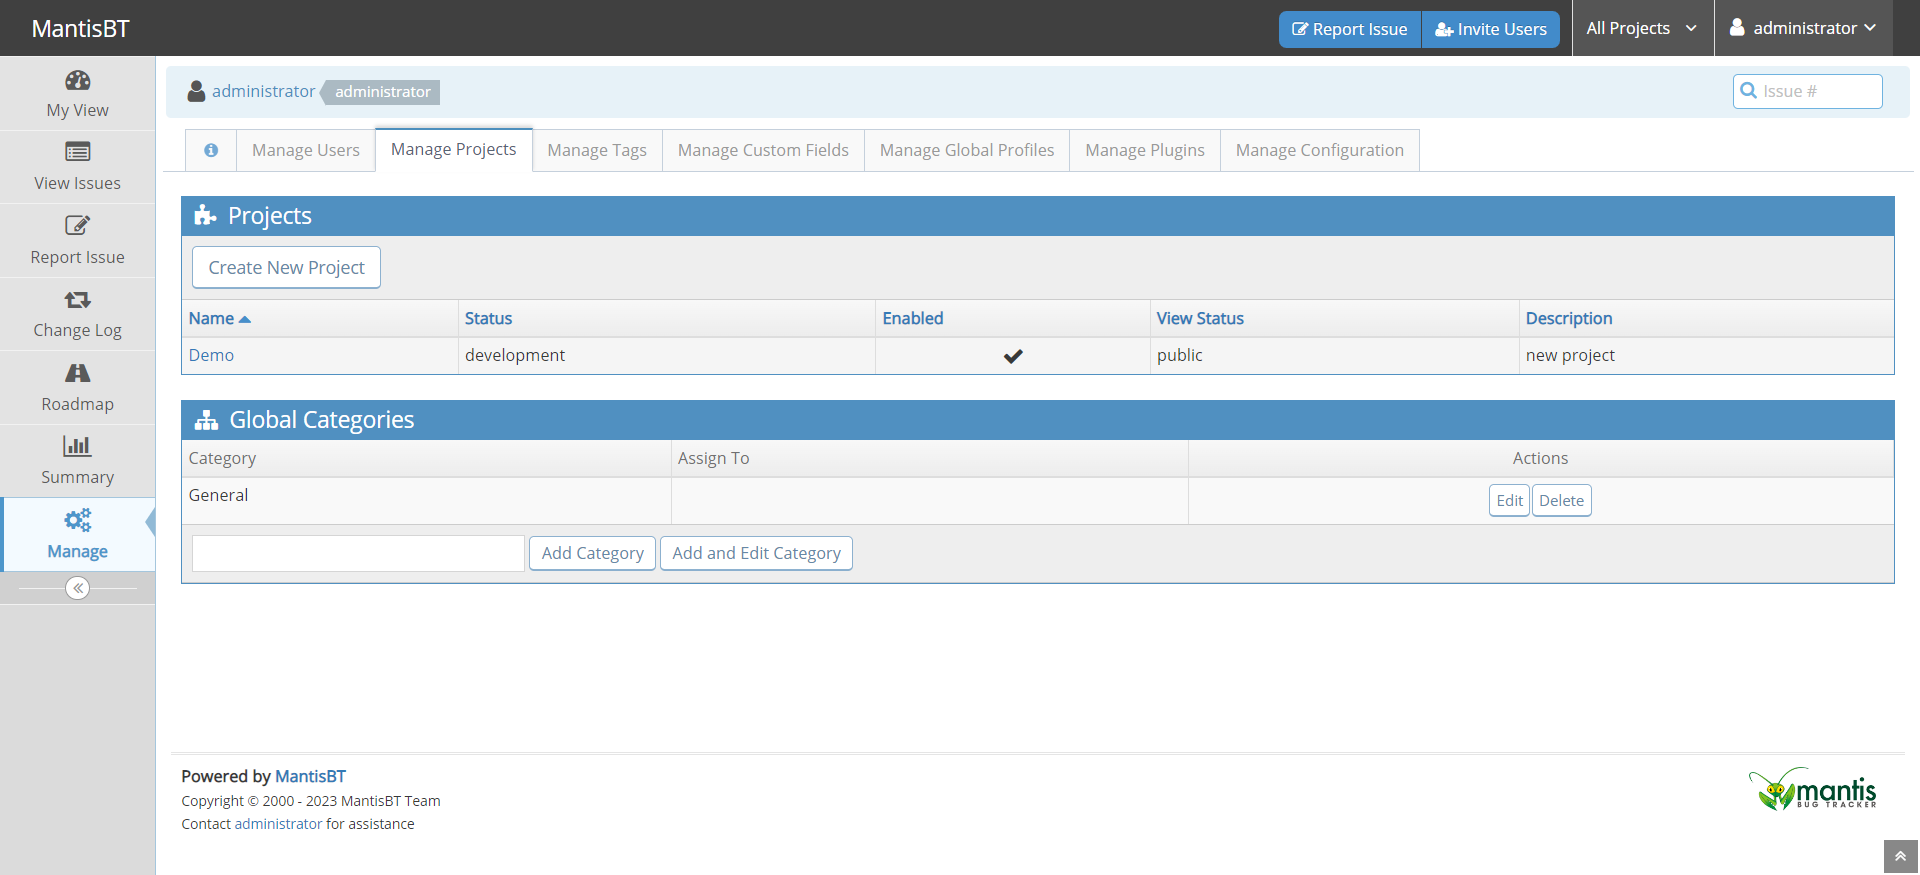 MantisBT
Report Issue
Invite Users
All Projects
administrator
My View
View Issues
Report Issue
Change Log
Roadmap
Summary
Manage
administrator administrator
Issue #
Manage Users
Manage Projects
Manage Tags
Manage Custom Fields
Manage Global Profiles
Manage Plugins
Manage Configuration
Projects
Create New Project
Name Status Enabled View Status Description
Demo development public new project
Global Categories
Category Assign To Actions
General Edit Delete
Add Category Add and Edit Category
Powered by MantisBT
Copyright © 2000 - 2023 MantisBT Team
Contact administrator for assistance
mantis
BUG TRACKER